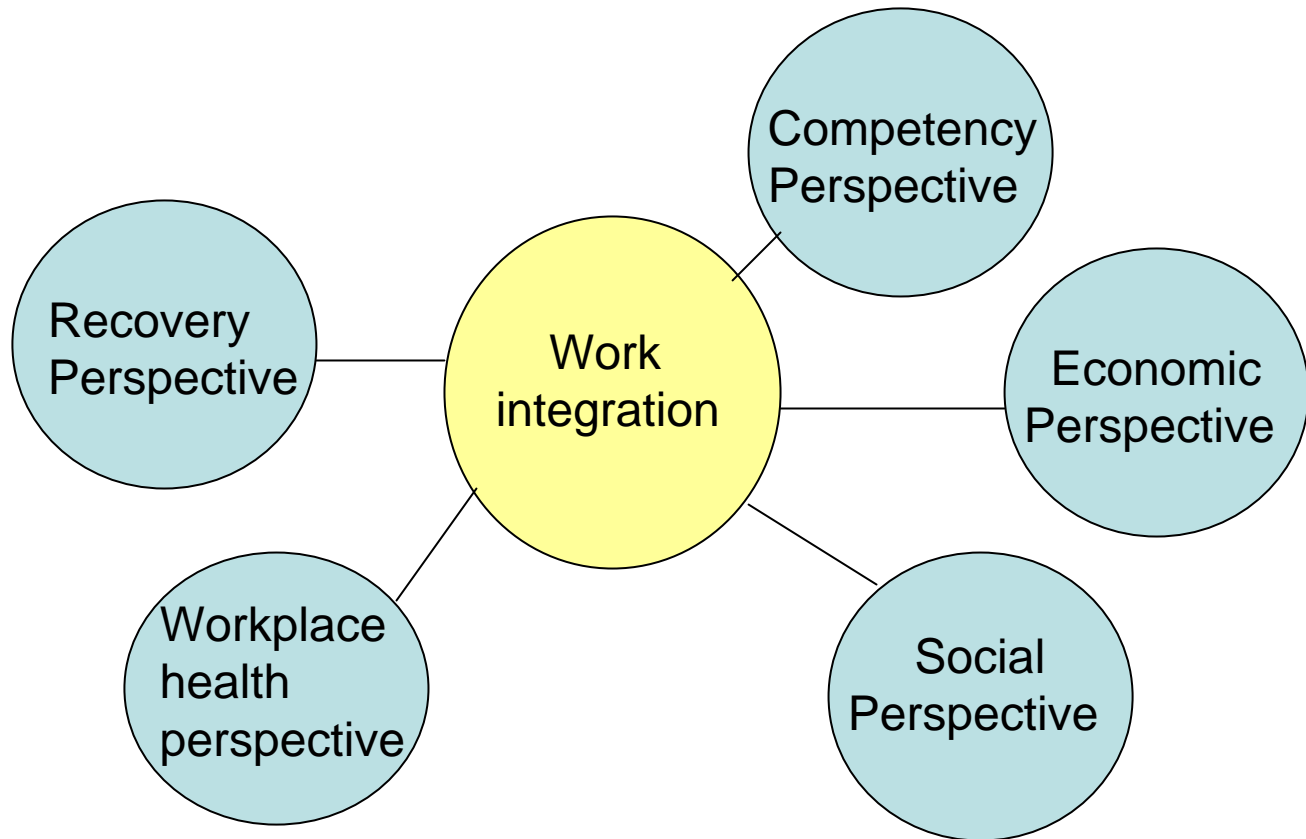 Competency
Perspective
Recovery
Perspective
Work
integration
Economic
Perspective
Workplace
health
perspective
Social
Perspective